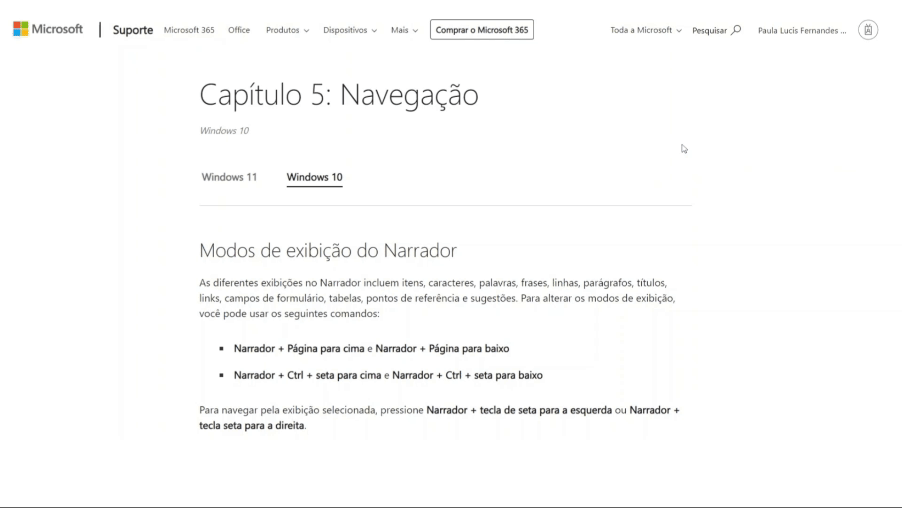 Microsoft | Suporte Microsoft 365 Office Produtos Dispositivos Mais Comprar o Microsoft 365 Toda a Microsoft Pesquisar Paula Lucis Fernandes ...
Capítulo 5: Navegação
Windows 10
Windows 11 Windows 10
Modos de exibição do Narrador
As diferentes exibições no Narrador incluem itens, caracteres, palavras, frases, linhas, parágrafos, títulos,
links, campos de formulário, tabelas, pontos de referência e sugestões. Para alterar os modos de exibição,
você pode usar os seguintes comandos:
▪ Narrador + Página para cima e Narrador + Página para baixo
▪ Narrador + Ctrl + seta para cima e Narrador + Ctrl + seta para baixo
Para navegar pela exibição selecionada, pressione Narrador + tecla de seta para a esquerda ou Narrador +
tecla seta para a direita.